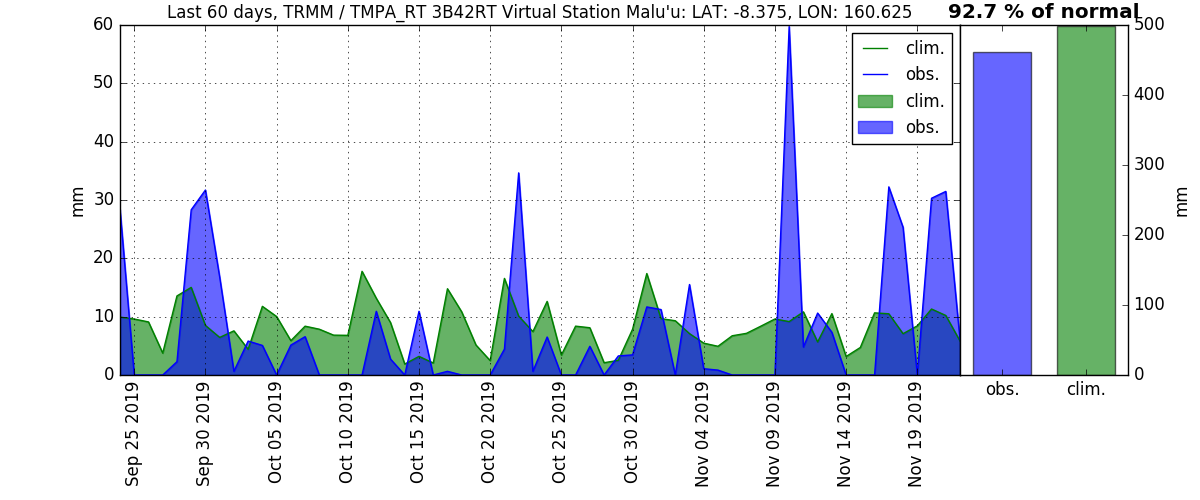 Last 60 days, TRMM / TMPA_RT 3B42RT Virtual Station Malu'u: LAT: -8.375, LON: 160.625
92.7 % of normal
60
50
40
30
20
10
0
mm
clim.
obs.
clim.
obs.
Sep 25 2019
Sep 30 2019
Oct 05 2019
Oct 10 2019
Oct 15 2019
Oct 20 2019
Oct 25 2019
Oct 30 2019
Nov 04 2019
Nov 09 2019
Nov 14 2019
Nov 19 2019
500
400
300
200
100
0
mm
obs.
clim.